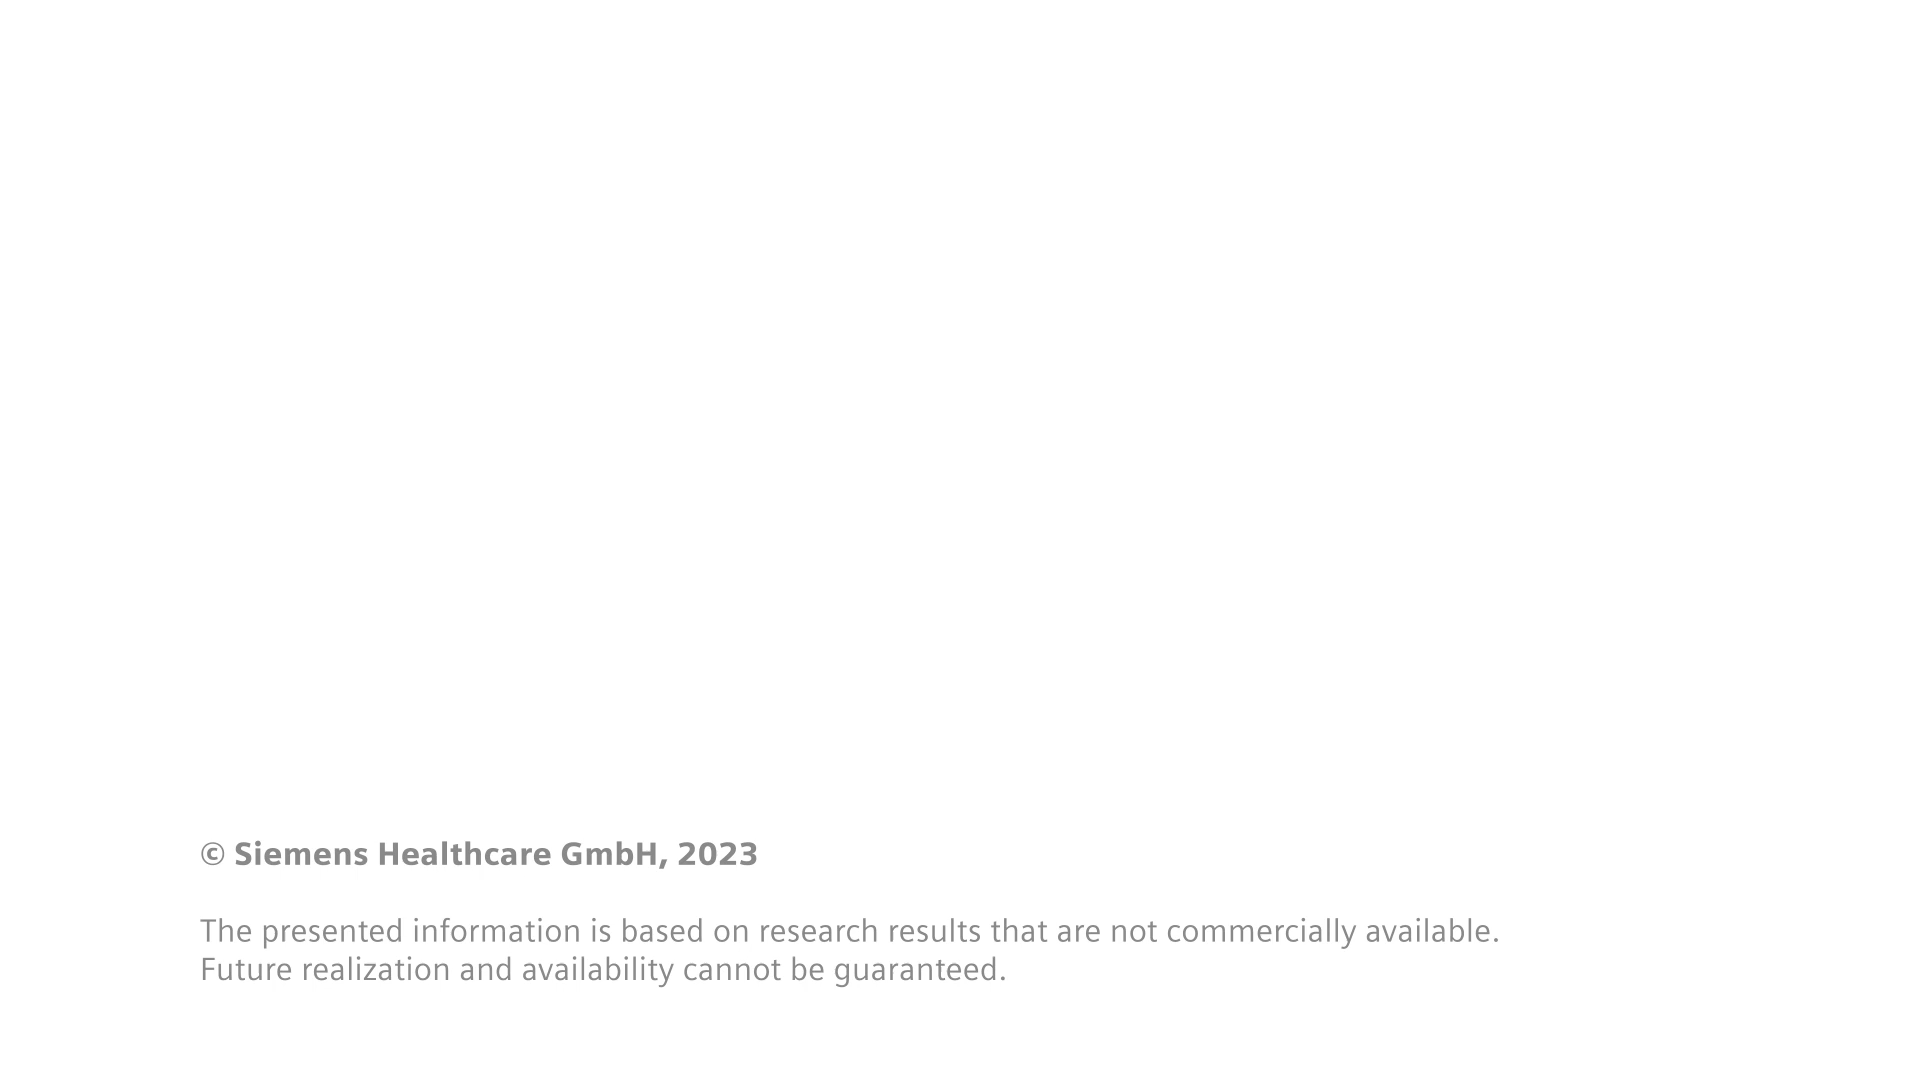 © Siemens Healthcare GmbH, 2023
The presented information is based on research results that are not commercially available.
Future realization and availability cannot be guaranteed.